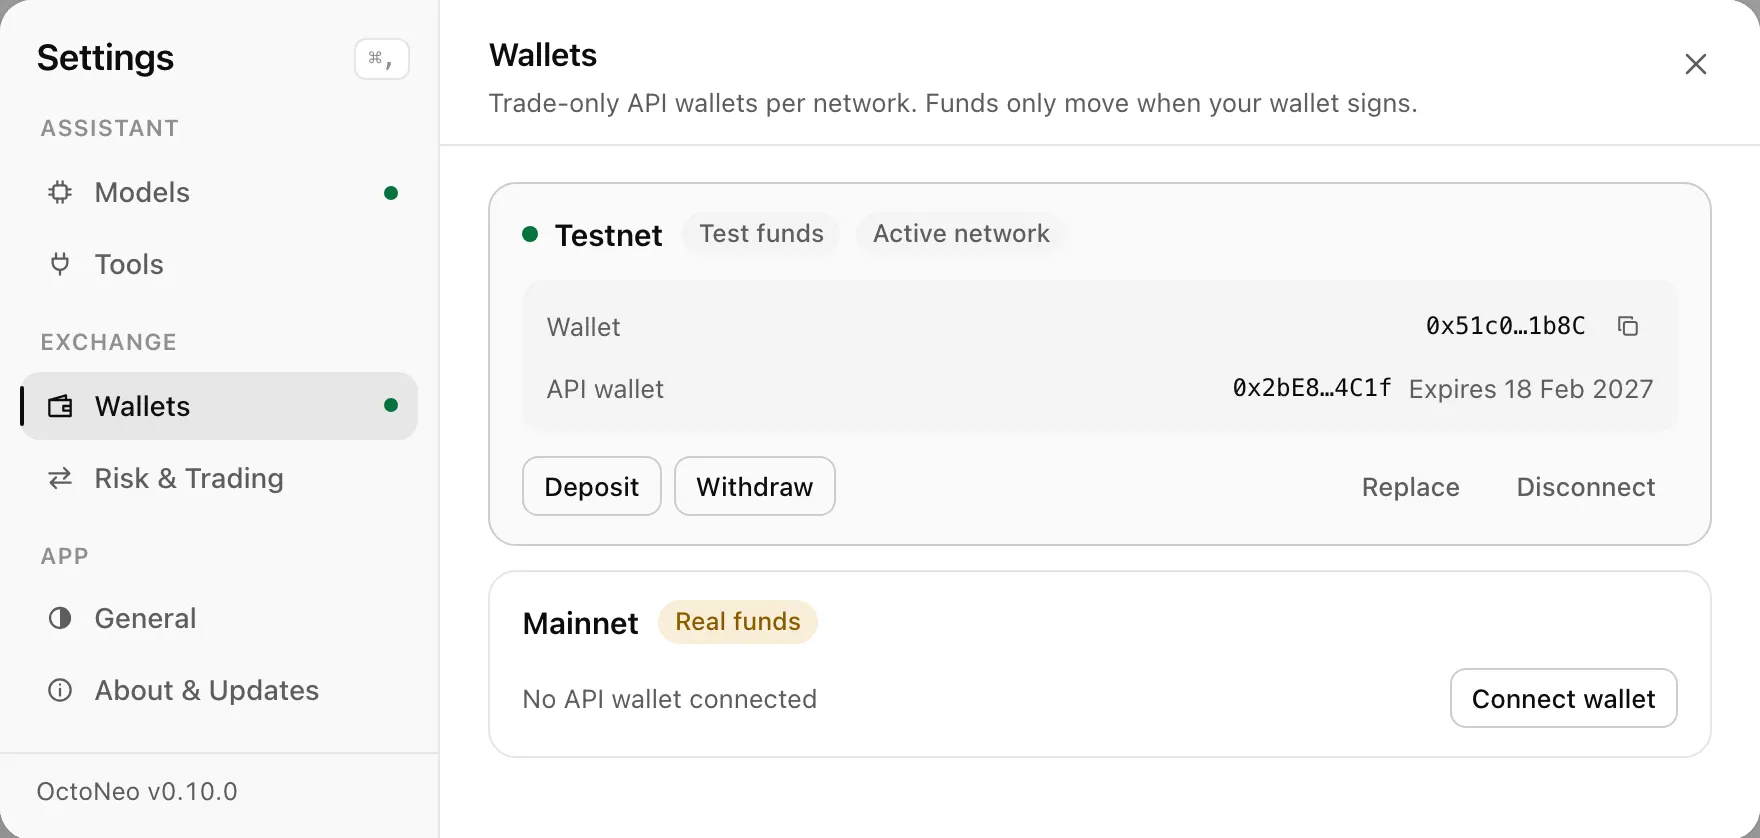 Settings
⌘,
ASSISTANT
Models
Tools
EXCHANGE
Wallets
Risk & Trading
APP
General
About & Updates
OctoNeo v0.10.0
Wallets
Trade-only API wallets per network. Funds only move when your wallet signs.
Testnet Test funds Active network
Wallet 0x51c0…1b8C
API wallet 0x2bE8…4C1f Expires 18 Feb 2027
Deposit Withdraw Replace Disconnect
Mainnet Real funds
No API wallet connected Connect wallet